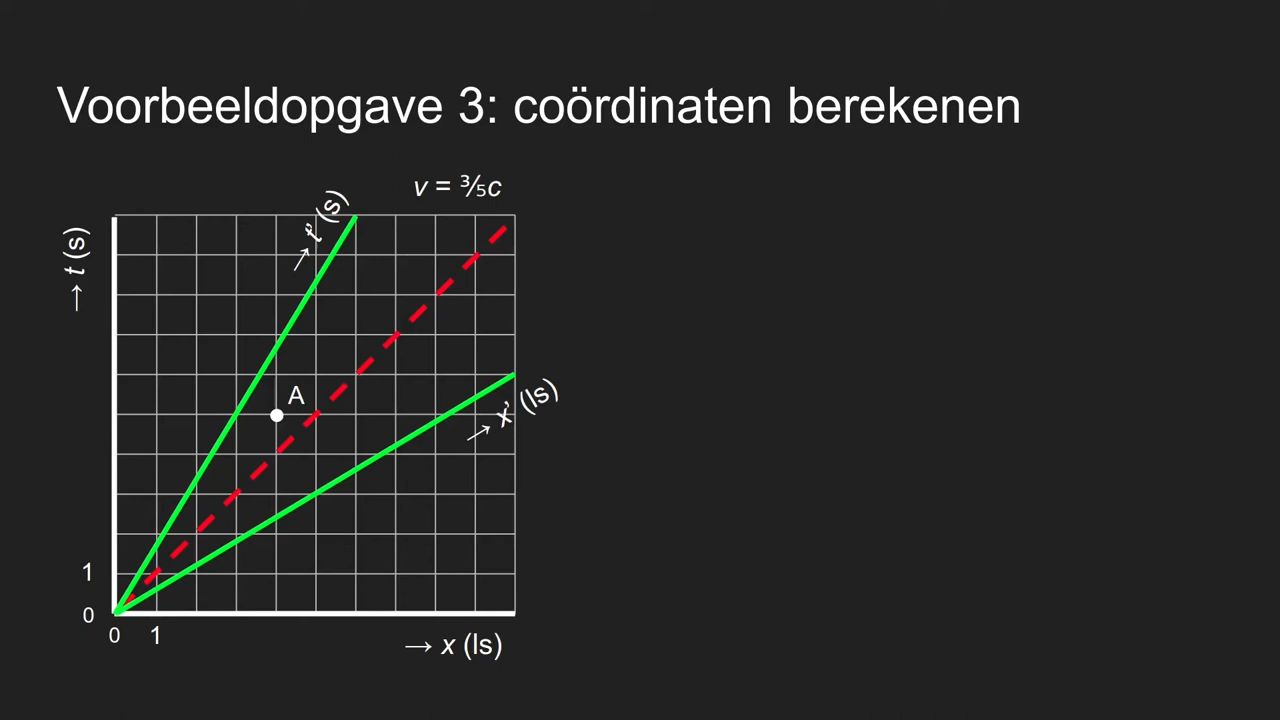 Voorbeeldopgave 3: coördinaten berekenen
v = ⅗c
→ t (s)
→ t' (s)
A
→ x' (ls)
1
0
0
1
→ x (ls)